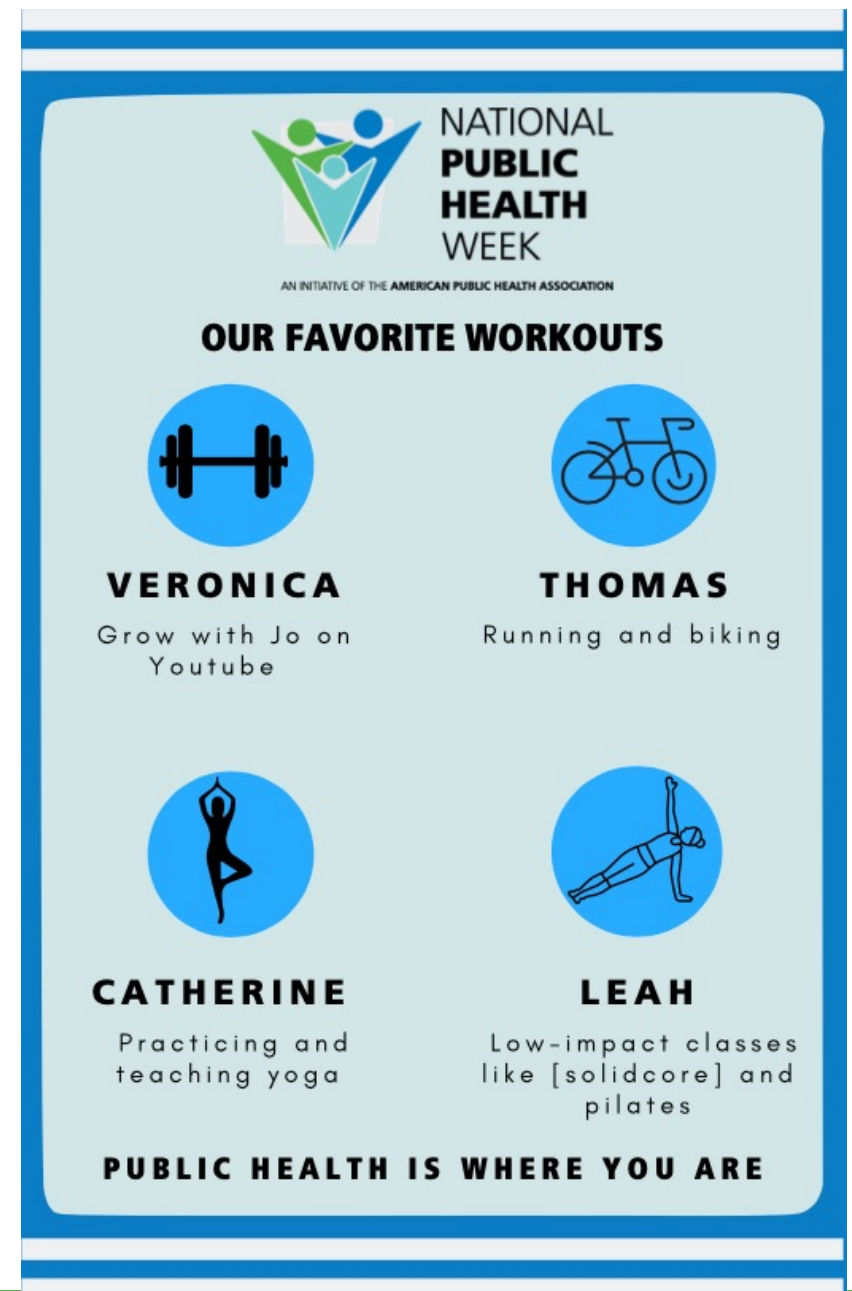 NATIONAL
PUBLIC
HEALTH
WEEK
AN INITIATIVE OF THE AMERICAN PUBLIC HEALTH ASSOCIATION
OUR FAVORITE WORKOUTS
VERONICA
Grow with Jo on
Youtube
THOMAS
Running and biking
CATHERINE
Practicing and
teaching yoga
LEAH
Low-impact classes
like [solidcore] and
pilates
PUBLIC HEALTH IS WHERE YOU ARE